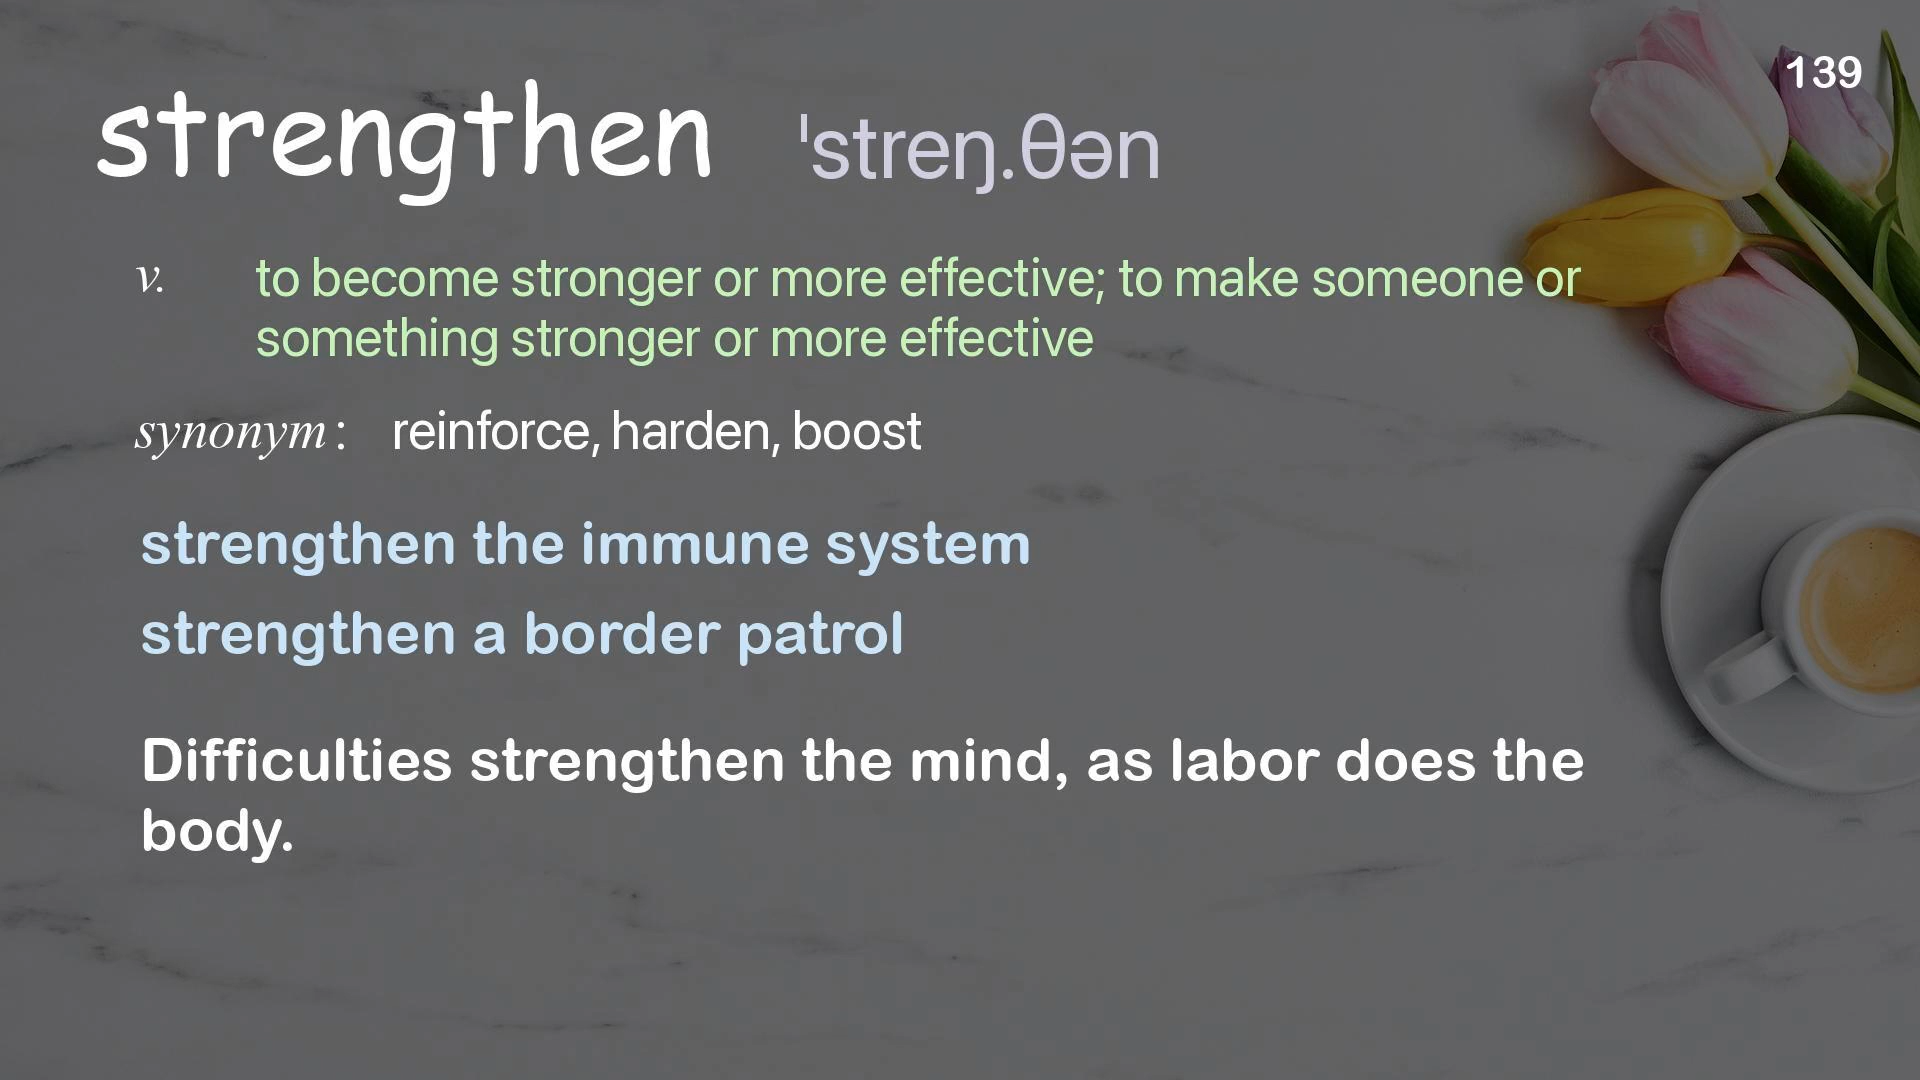 139
strengthen ˈstreŋ.θən
v. to become stronger or more effective; to make someone or
something stronger or more effective
synonym: reinforce, harden, boost
strengthen the immune system
strengthen a border patrol
Difficulties strengthen the mind, as labor does the
body.